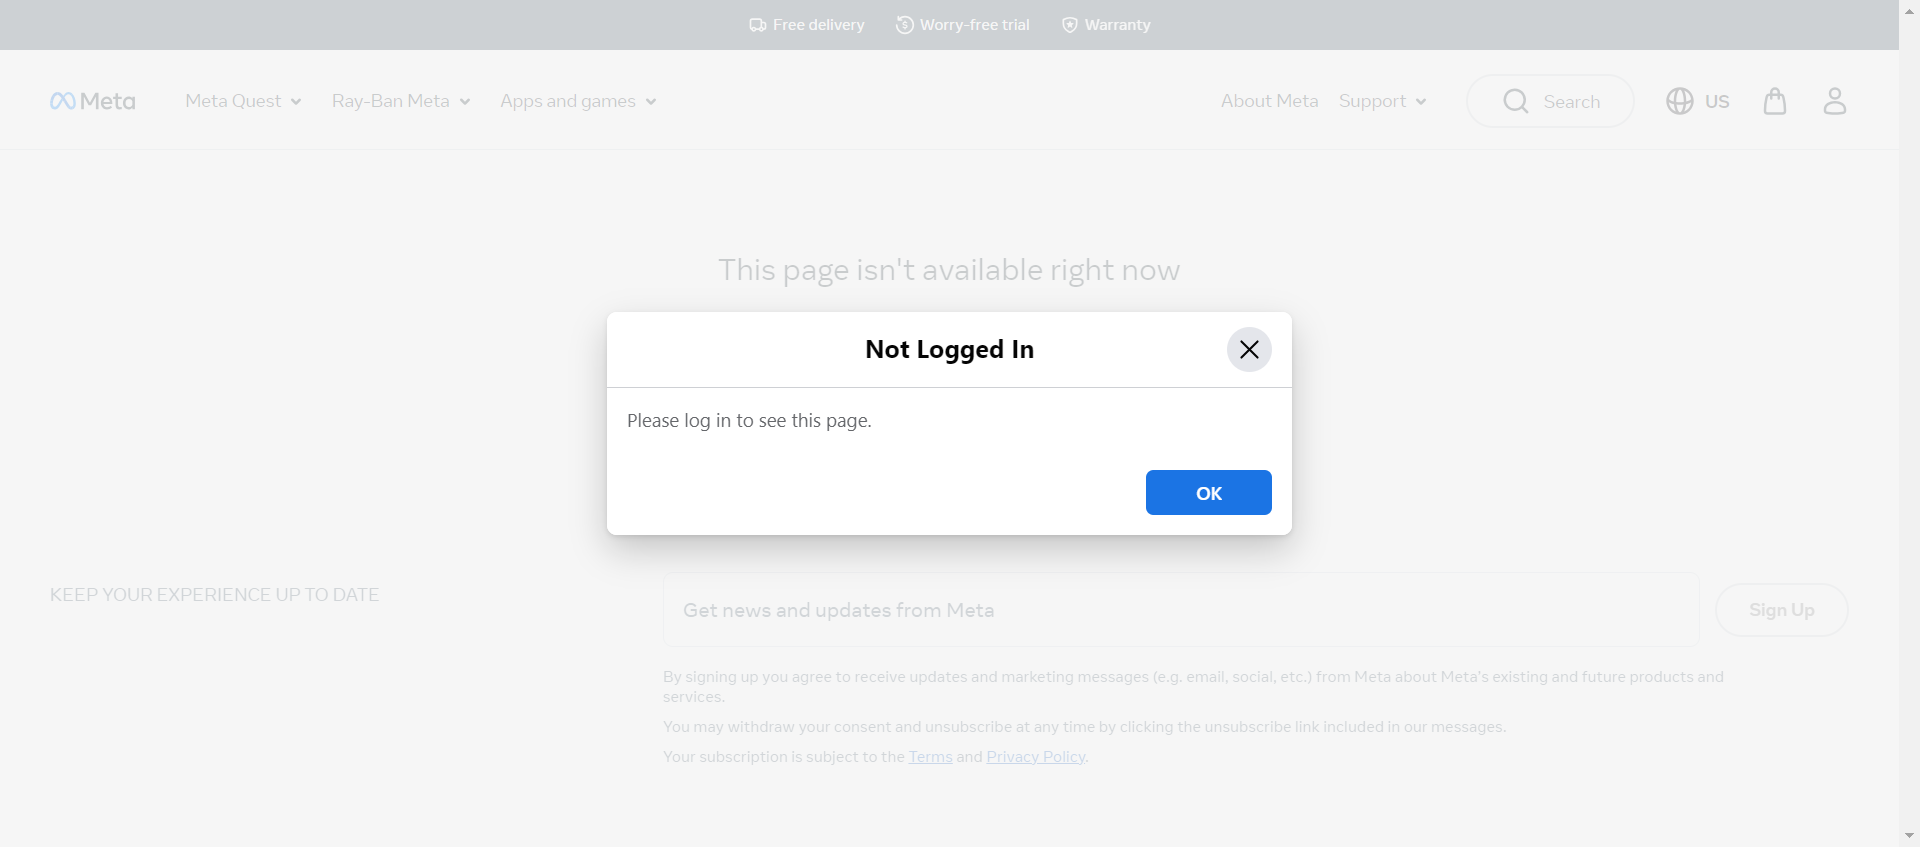 Free delivery Worry-free trial Warranty
Meta Meta Quest Ray-Ban Meta Apps and games About Meta Support Search US
This page isn't available right now
Not Logged In
Please log in to see this page.
OK
KEEP YOUR EXPERIENCE UP TO DATE
Get news and updates from Meta
Sign Up
By signing up you agree to receive updates and marketing messages (e.g. email, social, etc.) from Meta about Meta's existing and future products and
services.
You may withdraw your consent and unsubscribe at any time by clicking the unsubscribe link included in our messages.
Your subscription is subject to the Terms and Privacy Policy.